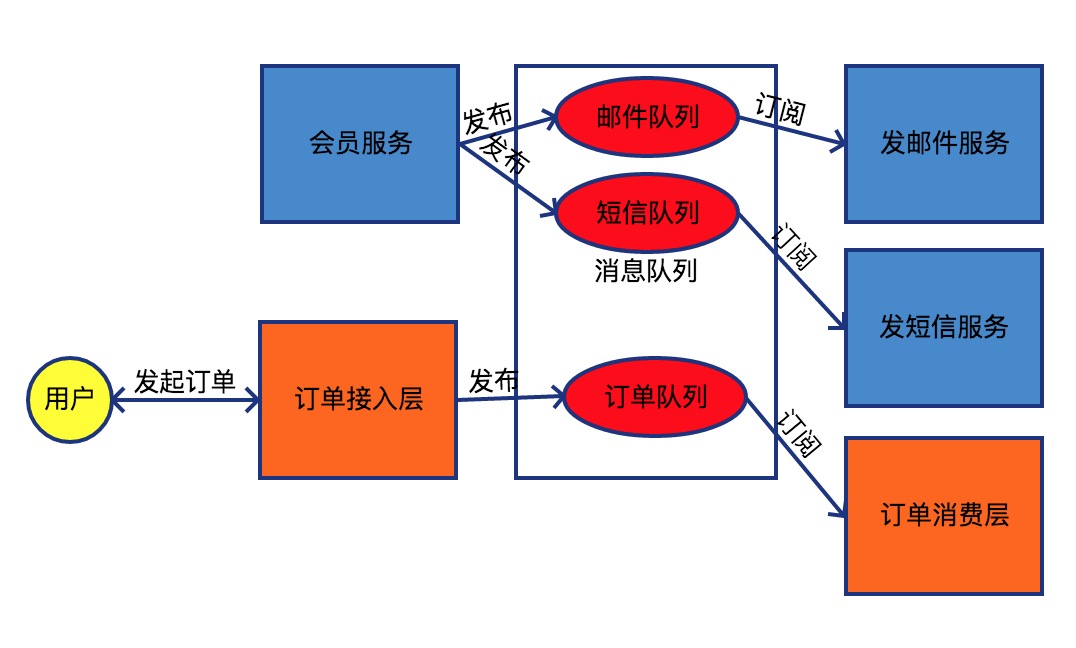 会员服务
发布
发布
邮件队列
短信队列
消息队列
订阅
发邮件服务
订阅
发短信服务
用户
发起订单
订单接入层
发布
订单队列
订阅
订单消费层